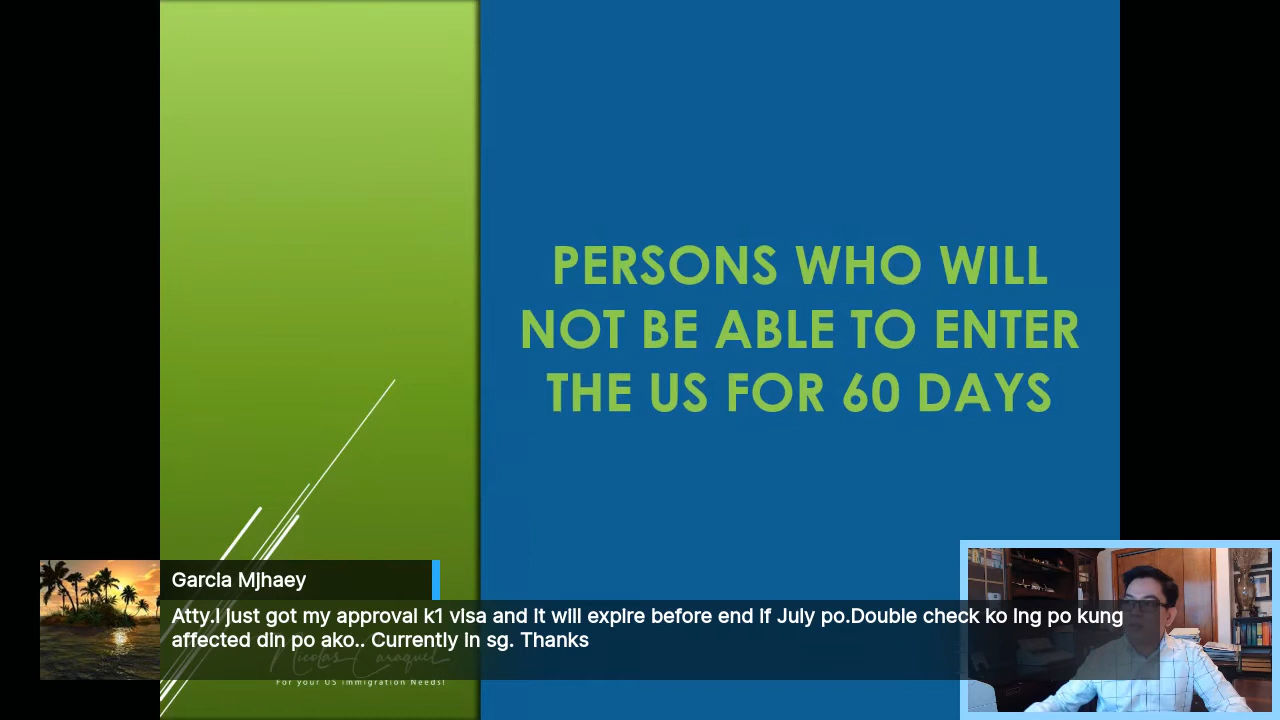 PERSONS WHO WILL
NOT BE ABLE TO ENTER
THE US FOR 60 DAYS
Garcia Mjhaey
Atty.I just got my approval k1 visa and it will expire before end if July po.Double check ko lng po kung
affected din po ako.. Currently in sg. Thanks
Nicolas Caraquel
For your US immigration Needs!